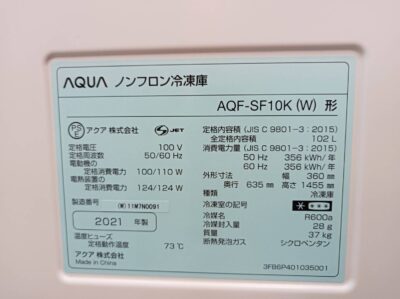 AQUA ノンフロン冷凍庫
AQF-SF10K (W) 形
PS E アクア 株式会社 S JET
定格電圧 100 V
定格周波数 50/60 Hz
電動機の
定格消費電力 100/110 W
電熱装置の
定格消費電力 124/124 W
製造番号 (W) 11M7N0091
2021 年製
温度ヒューズ
定格動作温度 73℃
アクア 株式会社
Made in China
定格内容積 (JIS C 9801-3 : 2015)
全定格内容積 102 L
消費電力量 (JIS C 9801-3 : 2015)
50 Hz 356 kWh/年
60 Hz 356 kWh/年
外形寸法 幅 360 mm
奥行 635 mm 高さ 1455 mm
種類 冷凍庫
冷凍室の記号
冷媒名 R600a
冷媒封入量 28 g
質量 37 kg
断熱発泡ガス シクロペンタン
3FB6P401035001